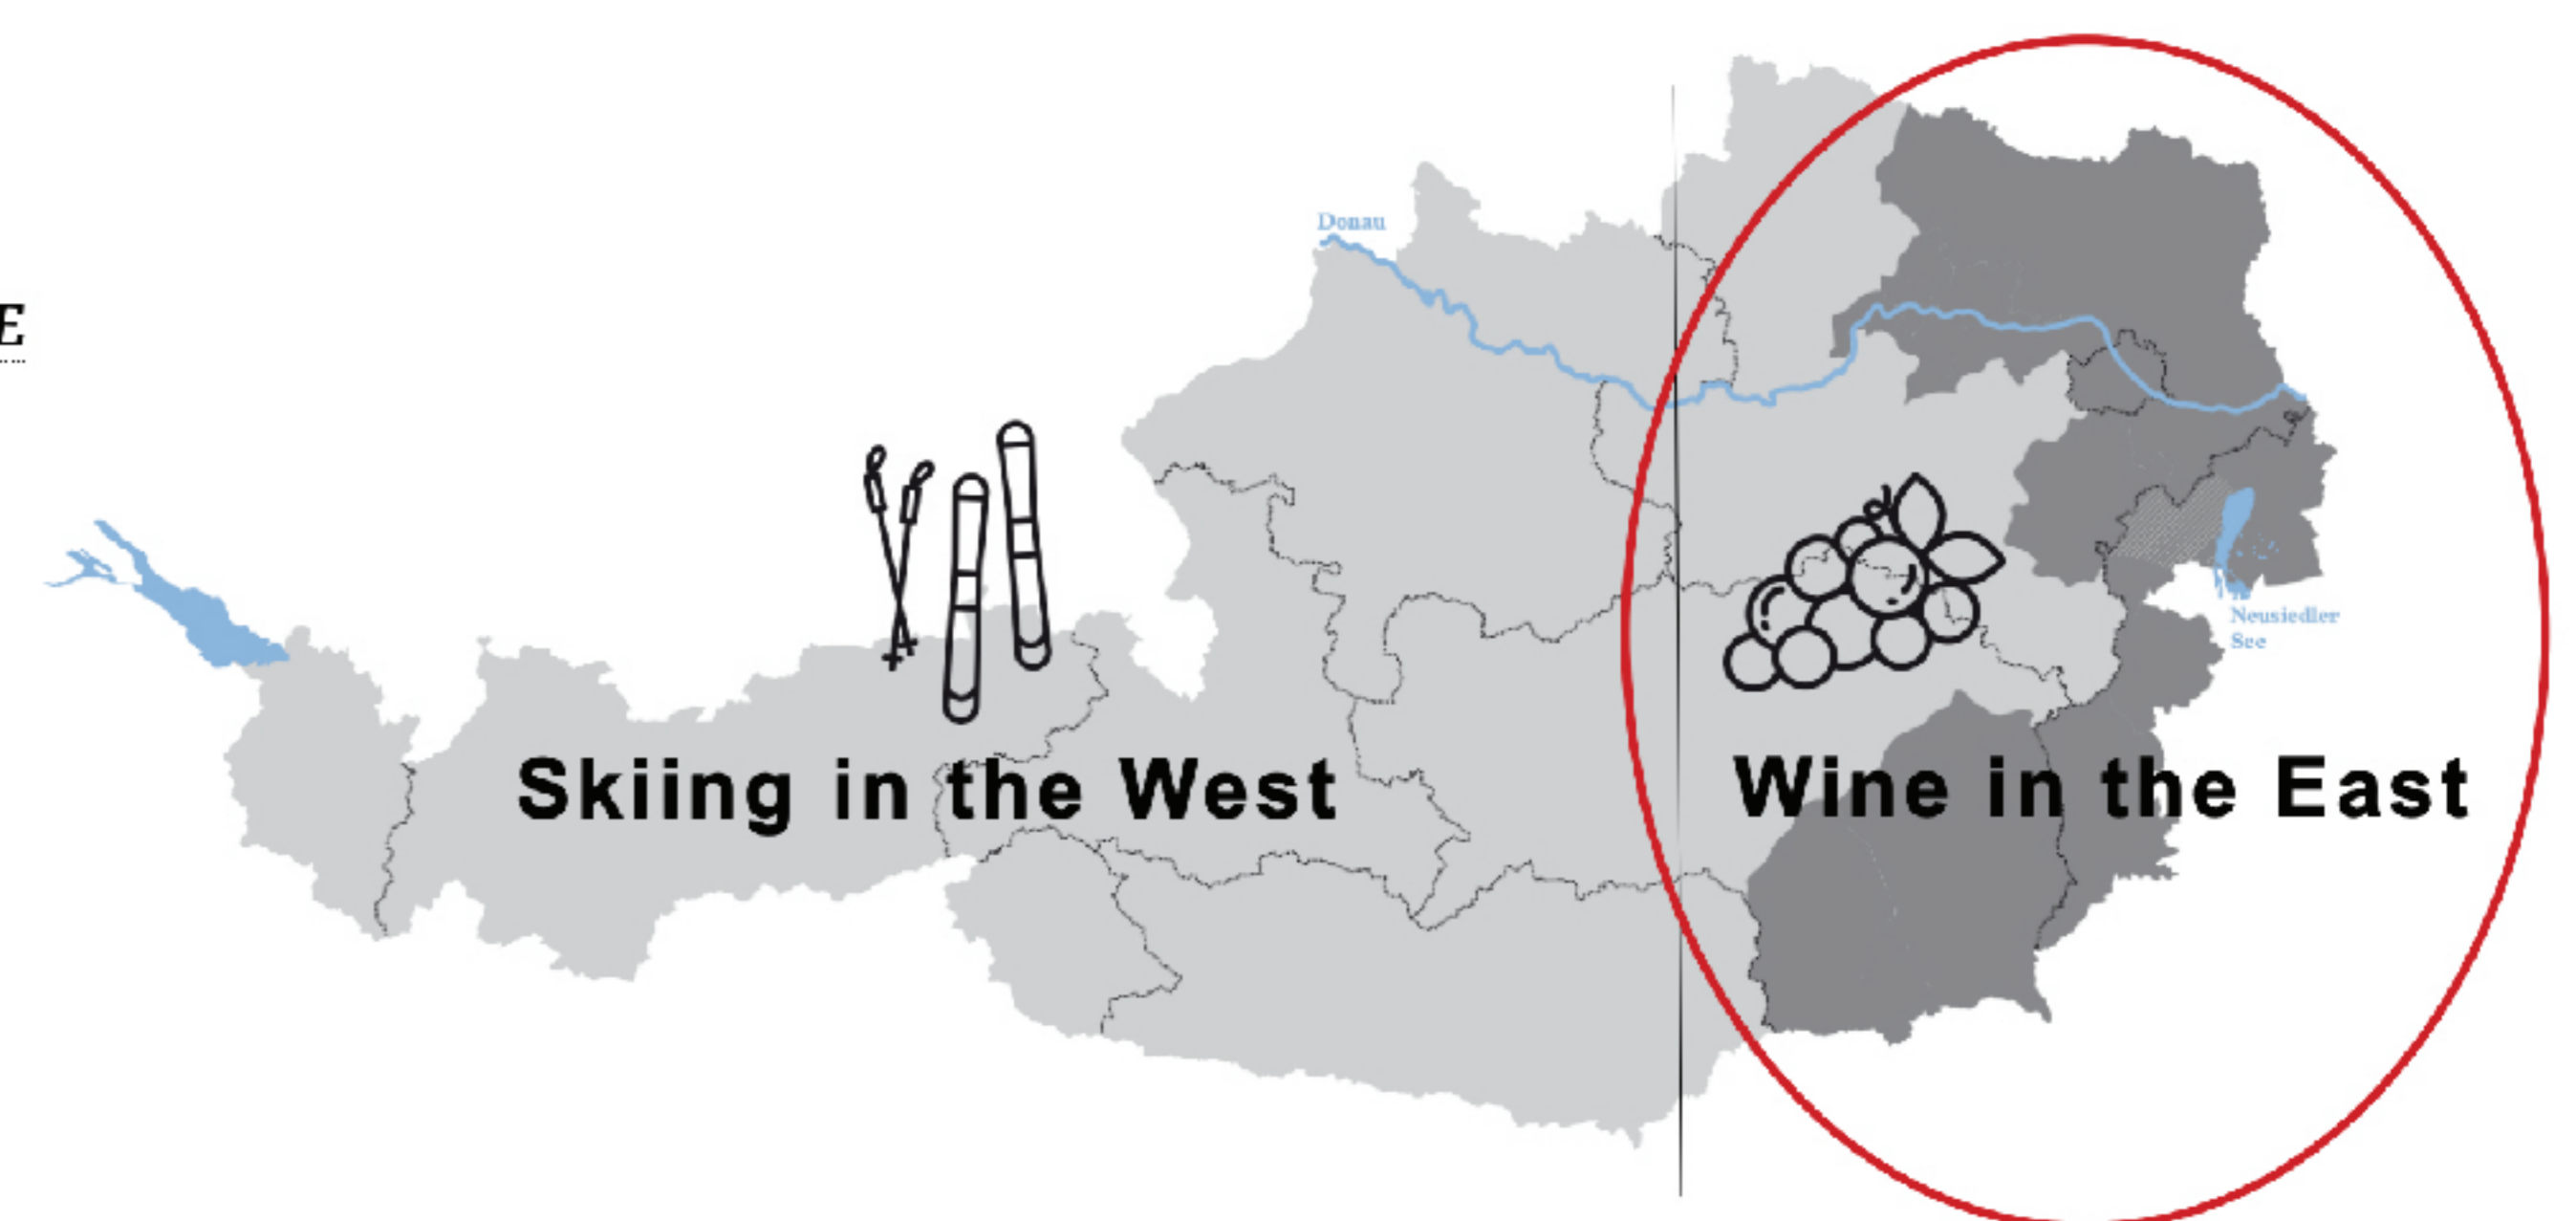 Donau
E
Neusiedler
See
Skiing in the West
Wine in the East